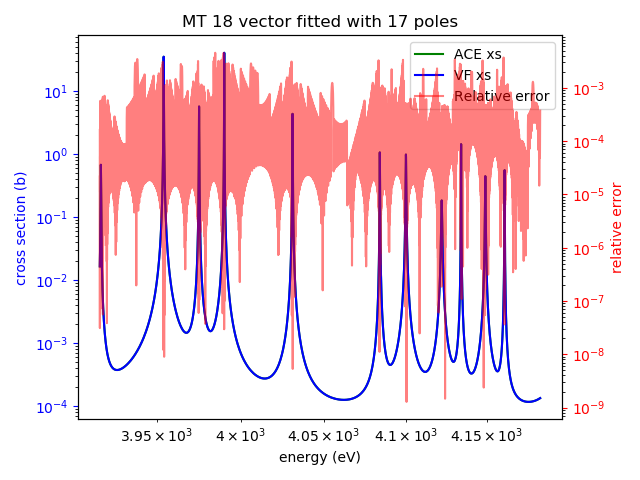 MT 18 vector fitted with 17 poles
ACE xs
VF xs
Relative error
cross section (b)
10¹
10⁰
10⁻¹
10⁻²
10⁻³
10⁻⁴
relative error
10⁻³
10⁻⁴
10⁻⁵
10⁻⁶
10⁻⁷
10⁻⁸
10⁻⁹
3.95 × 10³ 4 × 10³ 4.05 × 10³ 4.1 × 10³ 4.15 × 10³
energy (eV)